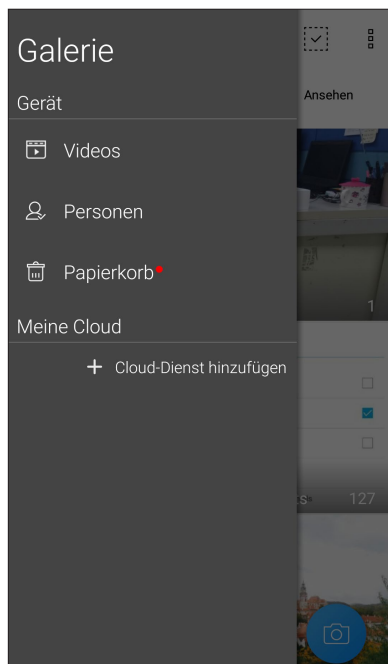 Galerie
Ansehen
Gerät
Videos
Personen
Papierkorb
1
Meine Cloud
Cloud-Dienst hinzufügen
127